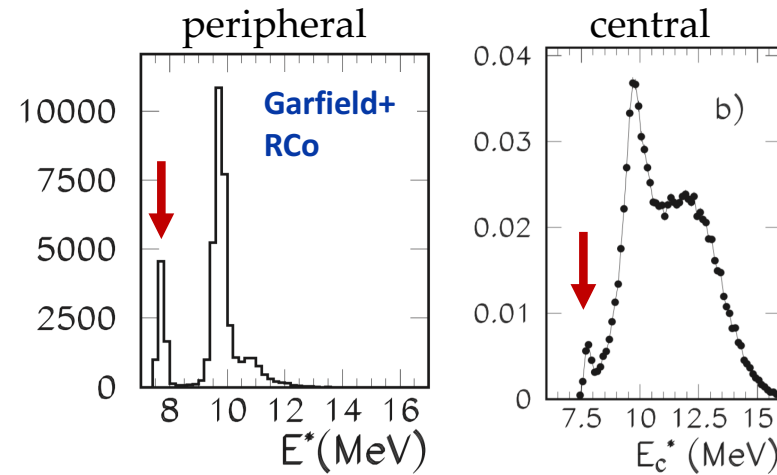 peripheral
central
Garfield+
RCo
10000
7500
5000
2500
0
8 10 12 14 16
E*(MeV)
b)
0.04
0.03
0.02
0.01
0
7.5 10 12.5 15
E_c*(MeV)